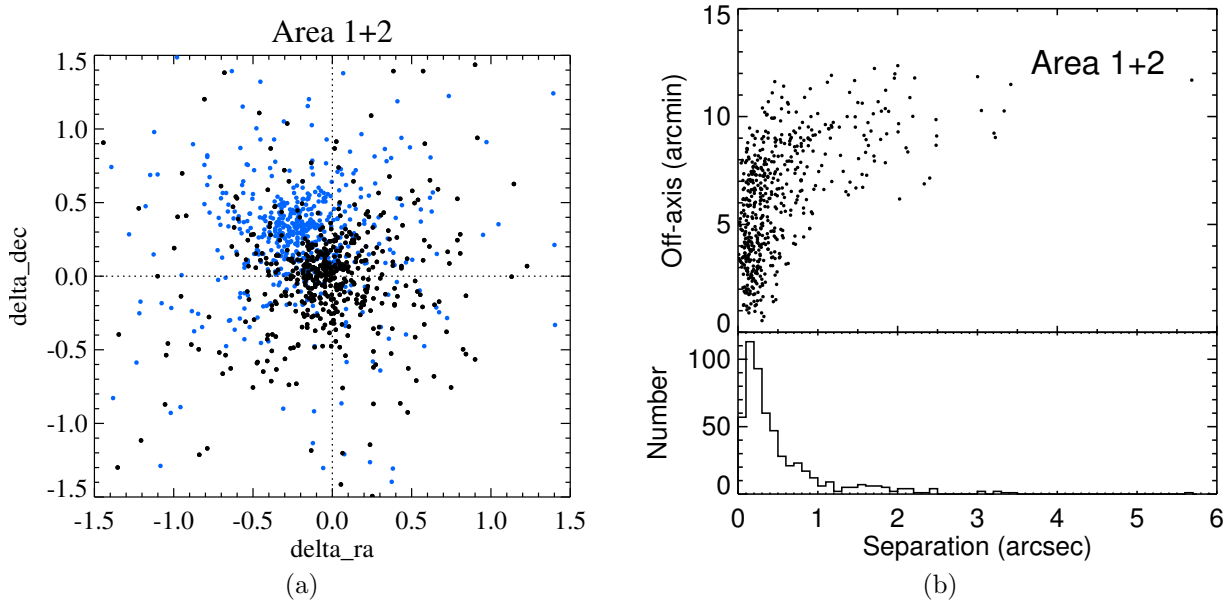 Area 1+2
1.5
1.0
0.5
0.0
-0.5
-1.0
-1.5
delta_dec
-1.5 -1.0 -0.5 0.0 0.5 1.0 1.5
delta_ra
(a)
15
10
5
0
Off-axis (arcmin)
Area 1+2
100
50
0
Number
0 1 2 3 4 5 6
Separation (arcsec)
(b)